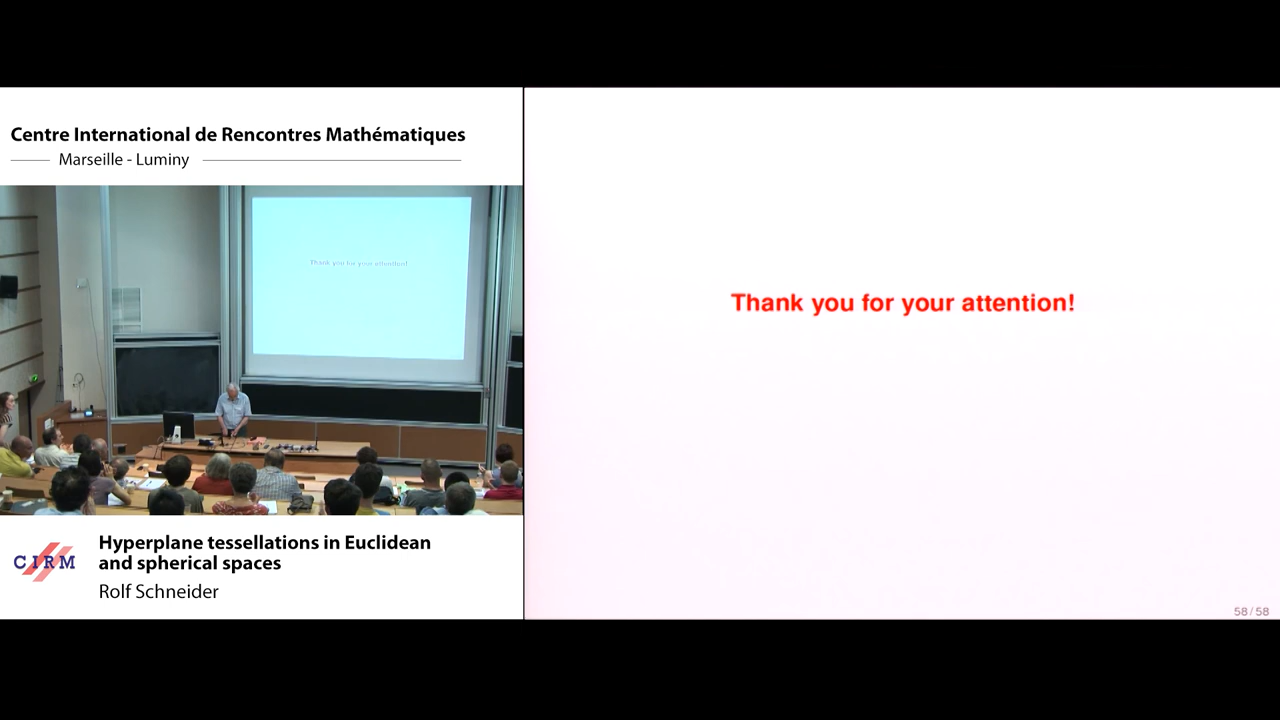 Centre International de Rencontres Mathématiques
Marseille - Luminy
Thank you for your attention!
CIRM
Hyperplane tessellations in Euclidean
and spherical spaces
Rolf Schneider
Thank you for your attention!
58 / 58